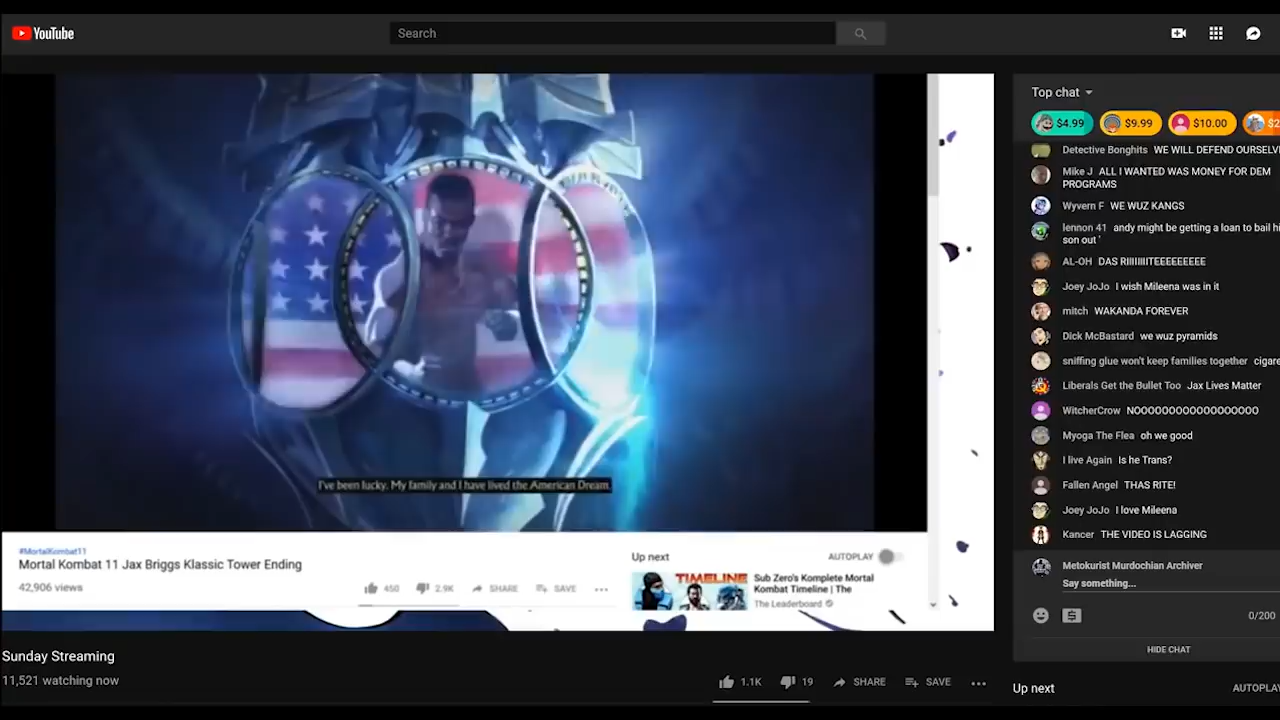 YouTube
Search
I've been lucky. My family and I have lived the American Dream.
#MortalKombat11
Mortal Kombat 11 Jax Briggs Klassic Tower Ending
42,906 views
450
2.9K
SHARE
SAVE
Up next
AUTOPLAY
TIMELINE
Sub Zero's Komplete Mortal
Kombat Timeline | The
The Leaderboard
Sunday Streaming
11,521 watching now
1.1K
19
SHARE
SAVE
Top chat
$4.99
$9.99
$10.00
Detective Bonghits WE WILL DEFEND OURSELV
Mike J ALL I WANTED WAS MONEY FOR DEM
PROGRAMS
Wyvern F WE WUZ KANGS
lennon 41 andy might be getting a loan to bail hi
son out '
AL-OH DAS RIIIIIIITEEEEEEEE
Joey JoJo I wish Mileena was in it
mitch WAKANDA FOREVER
Dick McBastard we wuz pyramids
sniffing glue won't keep families together cigare
Liberals Get the Bullet Too Jax Lives Matter
WitcherCrow NOOOOOOOOOOOOOOOOO
Myoga The Flea oh we good
I live Again Is he Trans?
Fallen Angel THAS RITE!
Joey JoJo I love Mileena
Kancer THE VIDEO IS LAGGING
Metokurist Murdochian Archiver
Say something...
0/200
HIDE CHAT
Up next
AUTOPLAY